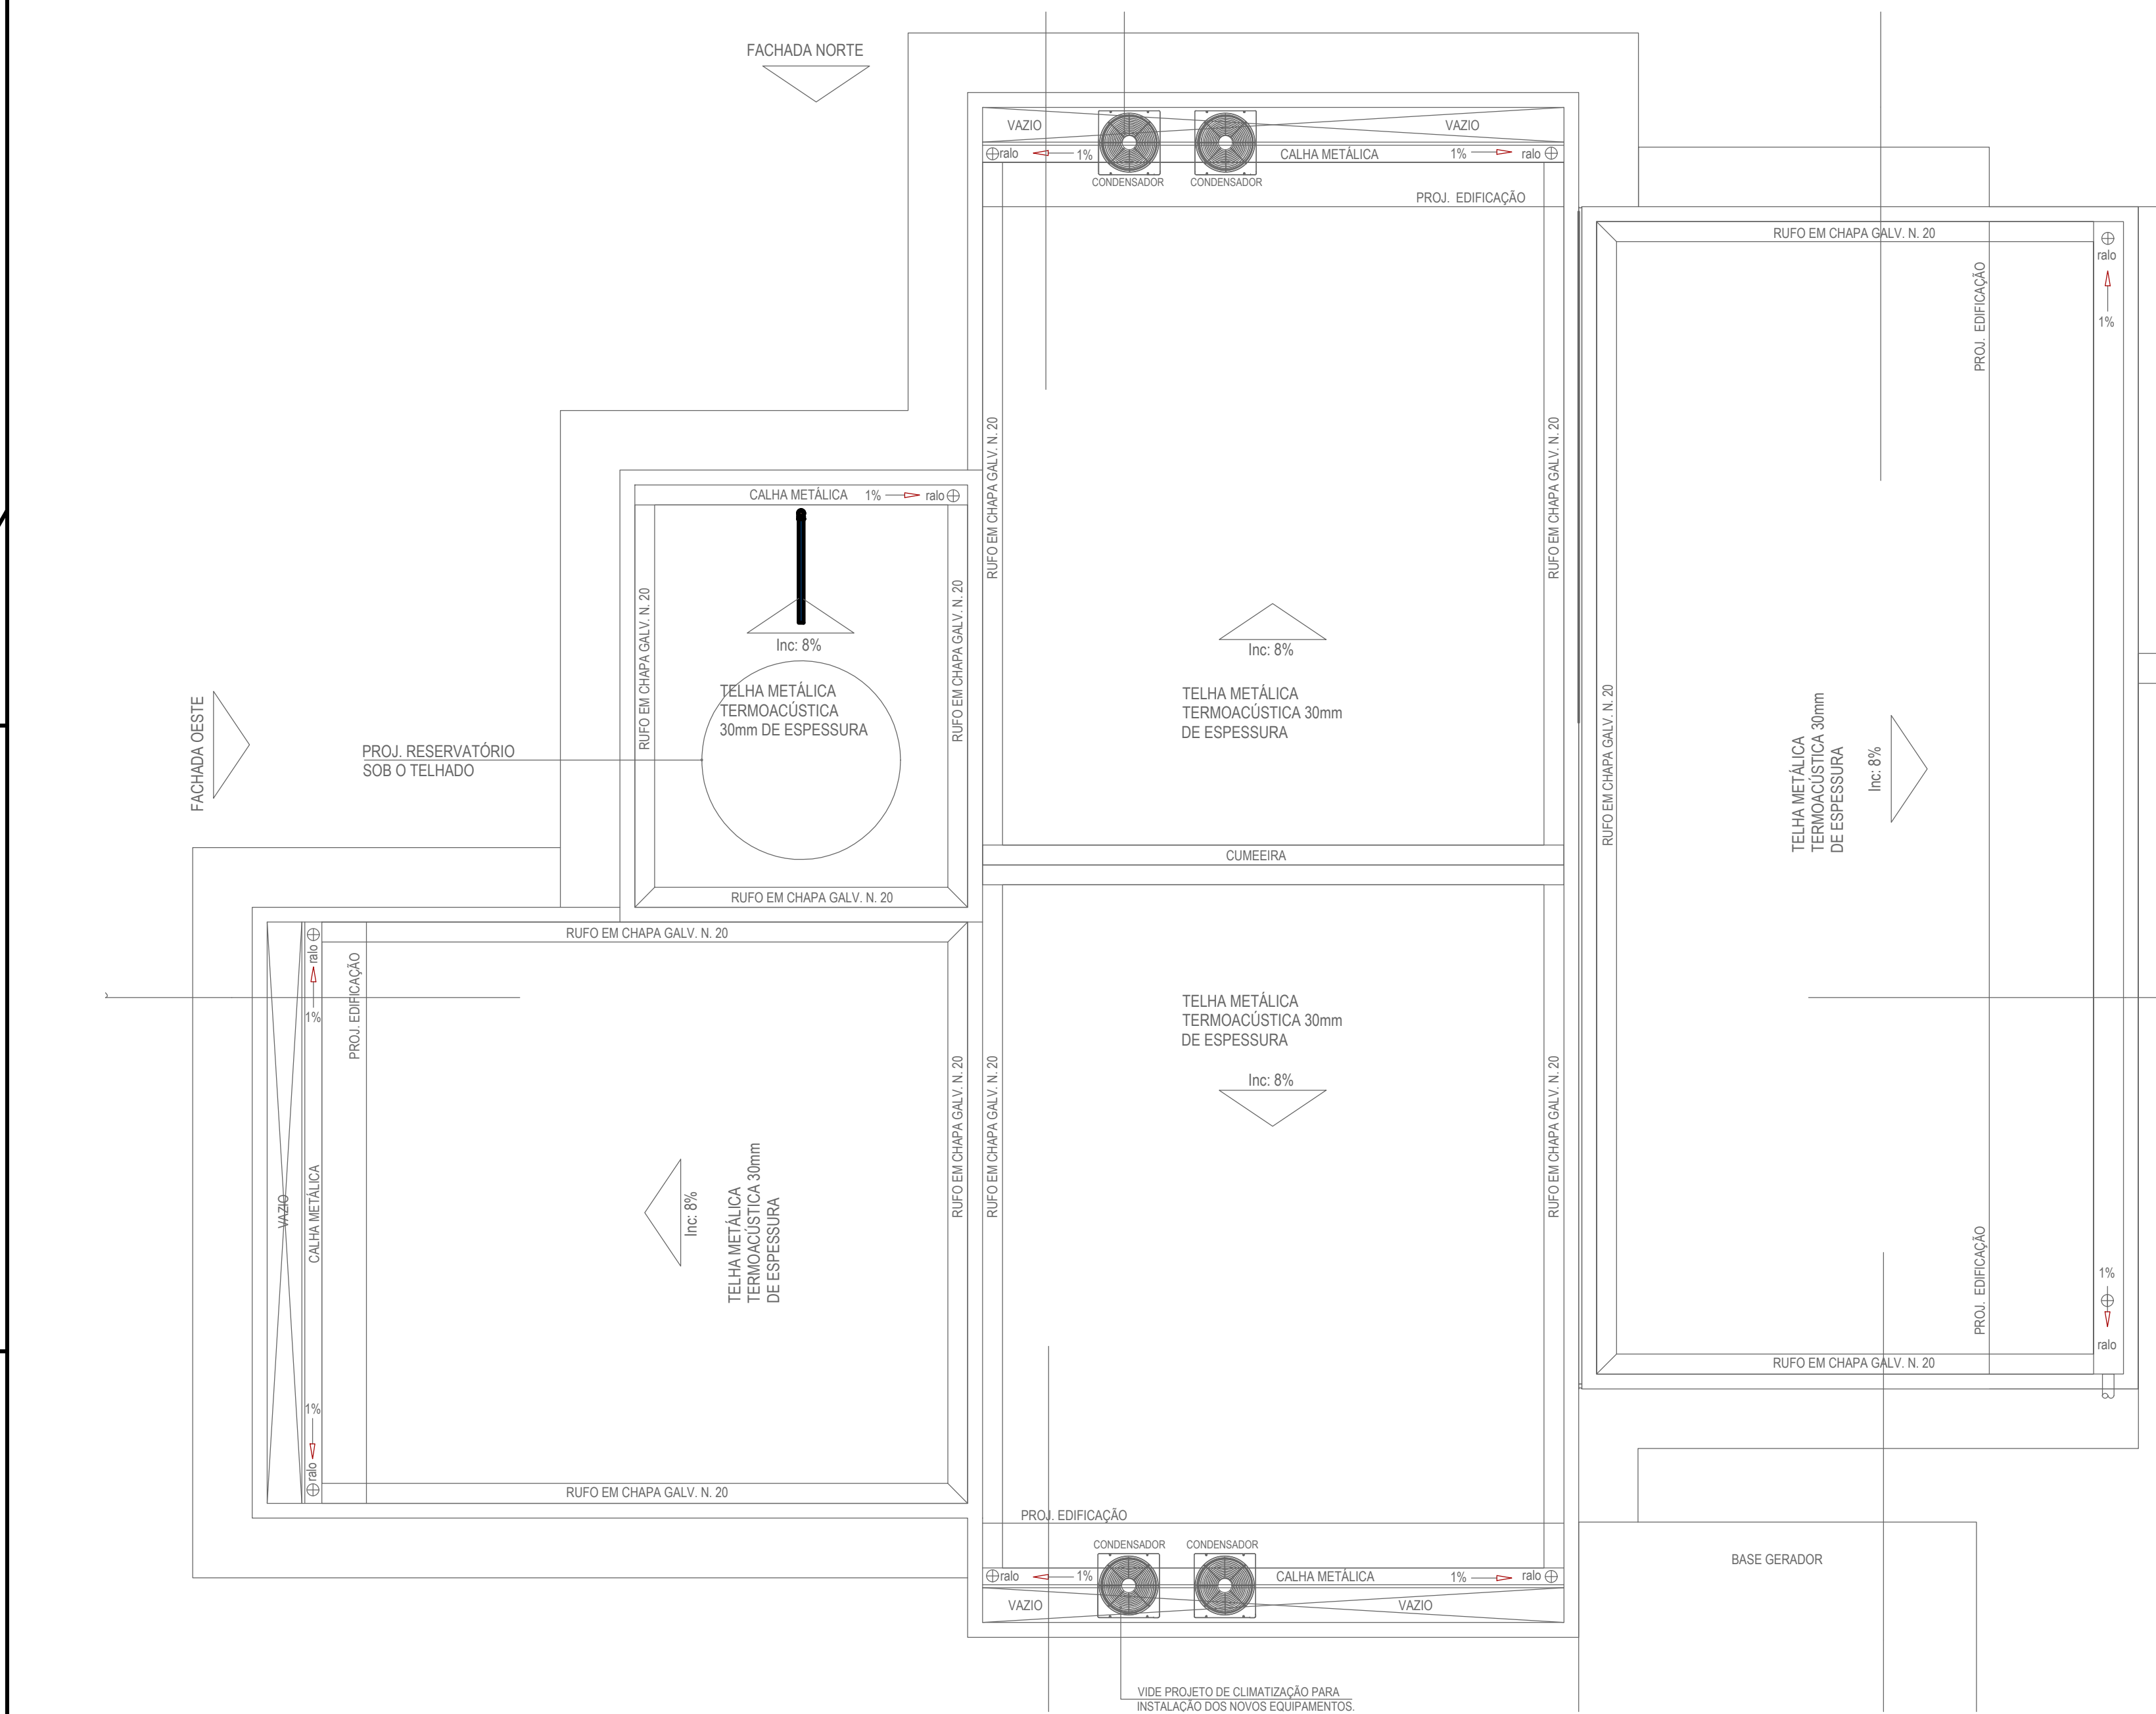 FACHADA NORTE
VAZIO
VAZIO
ralo
1%
CALHA METÁLICA
1%
ralo
CONDENSADOR
CONDENSADOR
PROJ. EDIFICAÇÃO
RUFO EM CHAPA GALV. N. 20
ralo
1%
PROJ. EDIFICAÇÃO
RUFO EM CHAPA GALV. N. 20
RUFO EM CHAPA GALV. N. 20
CALHA METÁLICA
1%
ralo
RUFO EM CHAPA GALV. N. 20
RUFO EM CHAPA GALV. N. 20
Inc: 8%
TELHA METÁLICA
TERMOACÚSTICA
30mm DE ESPESSURA
Inc: 8%
TELHA METÁLICA
TERMOACÚSTICA 30mm
DE ESPESSURA
RUFO EM CHAPA GALV. N. 20
TELHA METÁLICA
TERMOACÚSTICA 30mm
DE ESPESSURA
Inc: 8%
FACHADA OESTE
PROJ. RESERVATÓRIO
SOB O TELHADO
CUMEEIRA
RUFO EM CHAPA GALV. N. 20
RUFO EM CHAPA GALV. N. 20
ralo
1%
PROJ. EDIFICAÇÃO
TELHA METÁLICA
TERMOACÚSTICA 30mm
DE ESPESSURA
Inc: 8%
RUFO EM CHAPA GALV. N. 20
RUFO EM CHAPA GALV. N. 20
RUFO EM CHAPA GALV. N. 20
VAZIO
CALHA METÁLICA
Inc: 8%
TELHA METÁLICA
TERMOACÚSTICA 30mm
DE ESPESSURA
PROJ. EDIFICAÇÃO
1%
ralo
RUFO EM CHAPA GALV. N. 20
1%
ralo
RUFO EM CHAPA GALV. N. 20
PROJ. EDIFICAÇÃO
CONDENSADOR
CONDENSADOR
BASE GERADOR
ralo
1%
CALHA METÁLICA
1%
ralo
VAZIO
VAZIO
VIDE PROJETO DE CLIMATIZAÇÃO PARA
INSTALAÇÃO DOS NOVOS EQUIPAMENTOS.